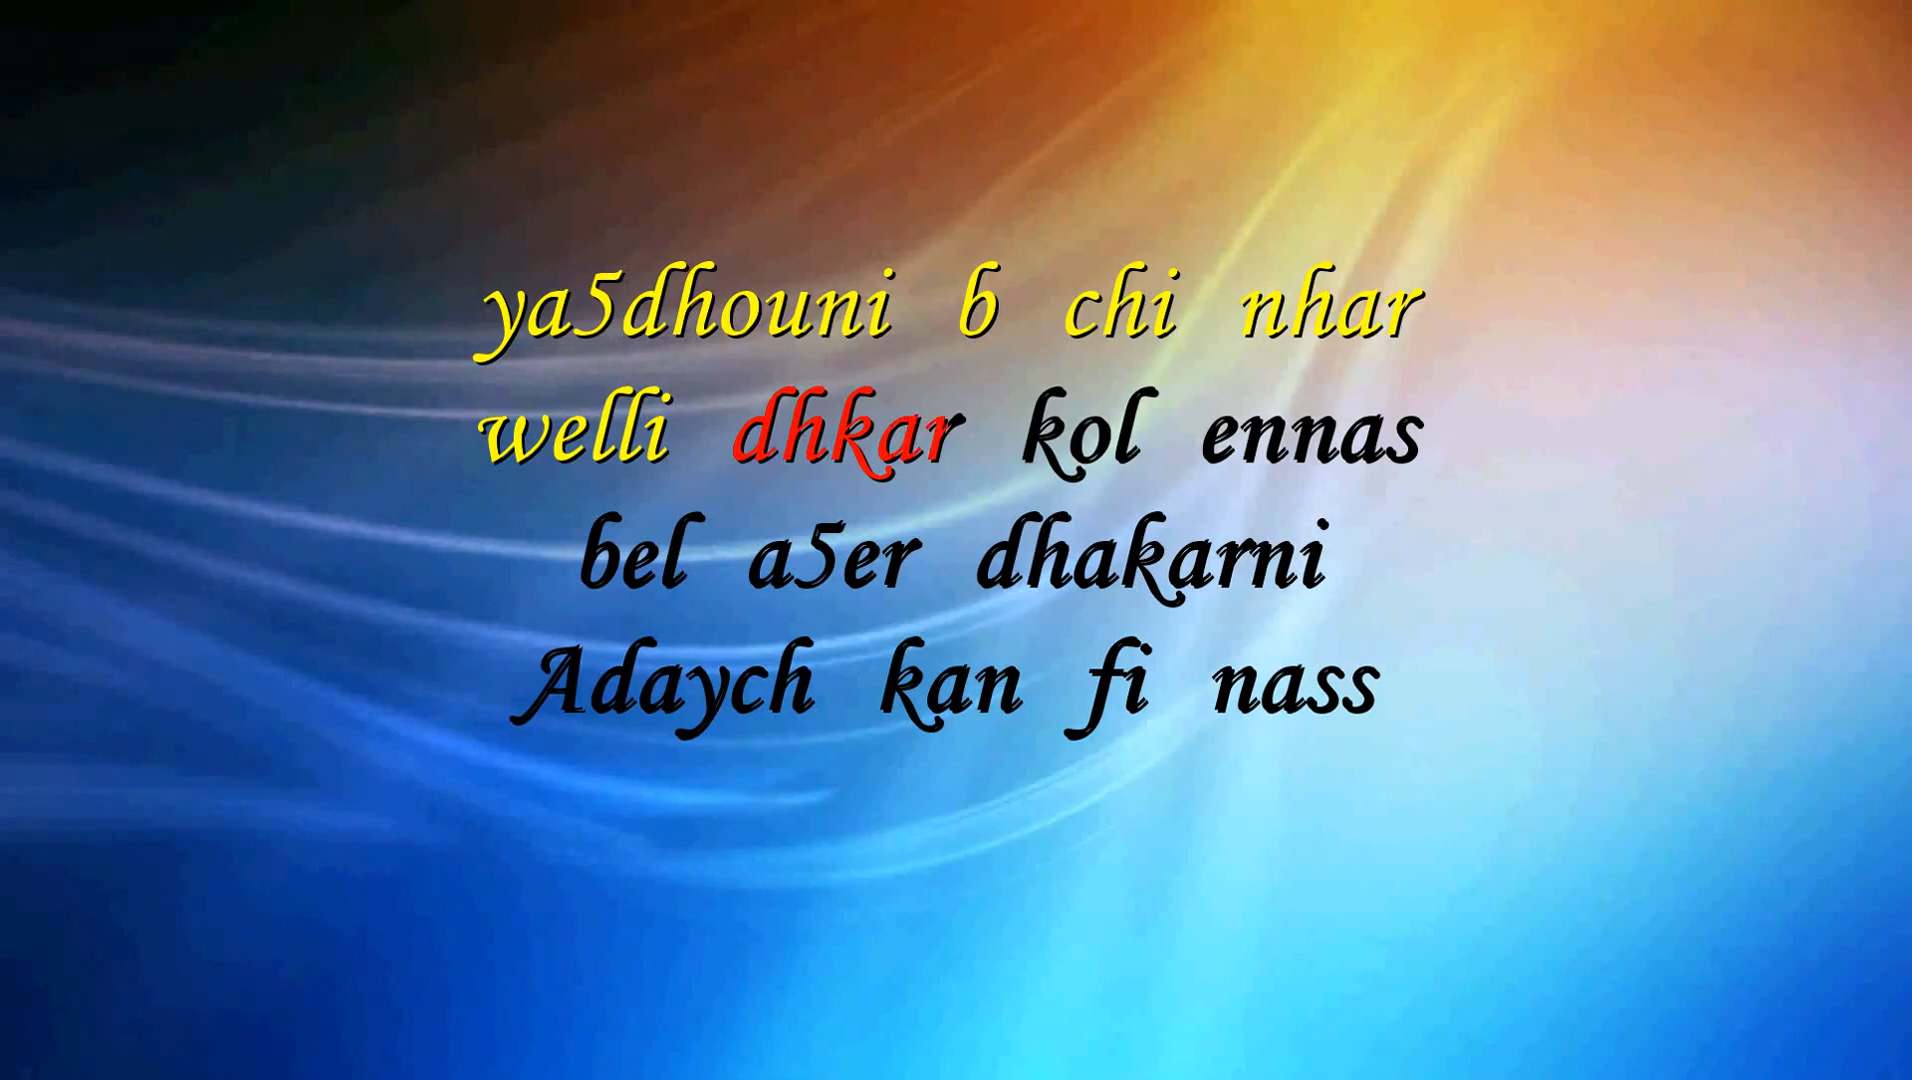 ya5dhouni b chi nhar
welli dhkar kol ennas
bel a5er dhakarni
Adaych kan fi nass